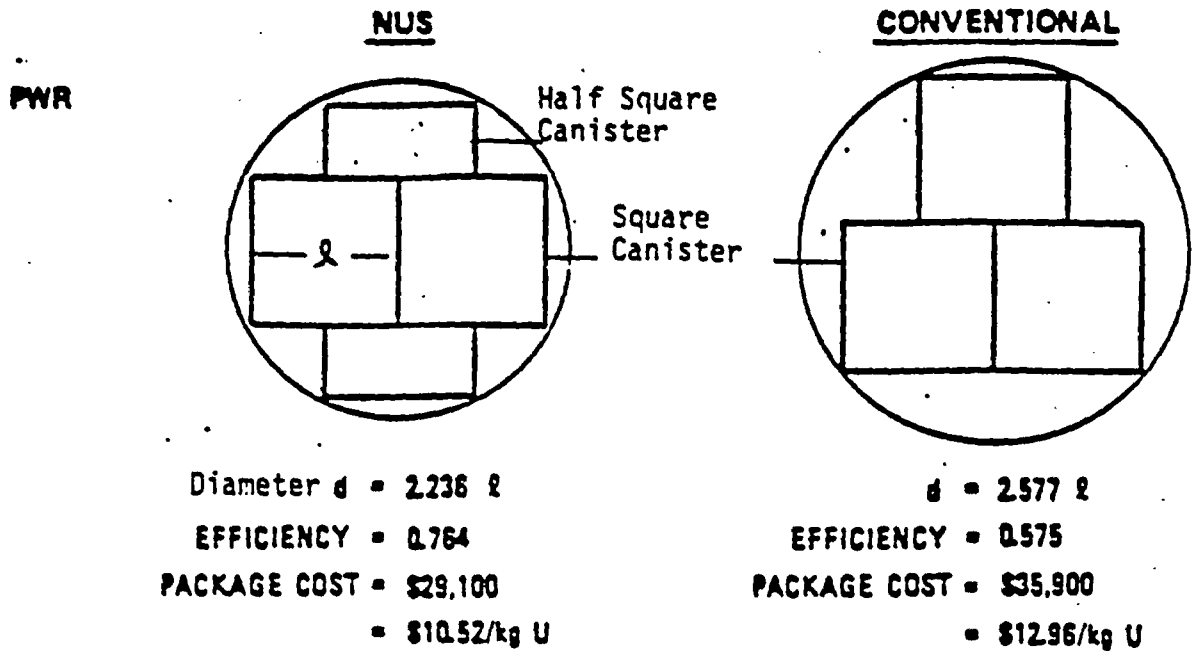 NUS
CONVENTIONAL
PWR
Half Square
Canister
Square
Canister
ℓ
Diameter d = 2.236 ℓ
EFFICIENCY = 0.764
PACKAGE COST = $29,100
= $10.52/kg U
d = 2.577 ℓ
EFFICIENCY = 0.575
PACKAGE COST = $35,900
= $12.96/kg U